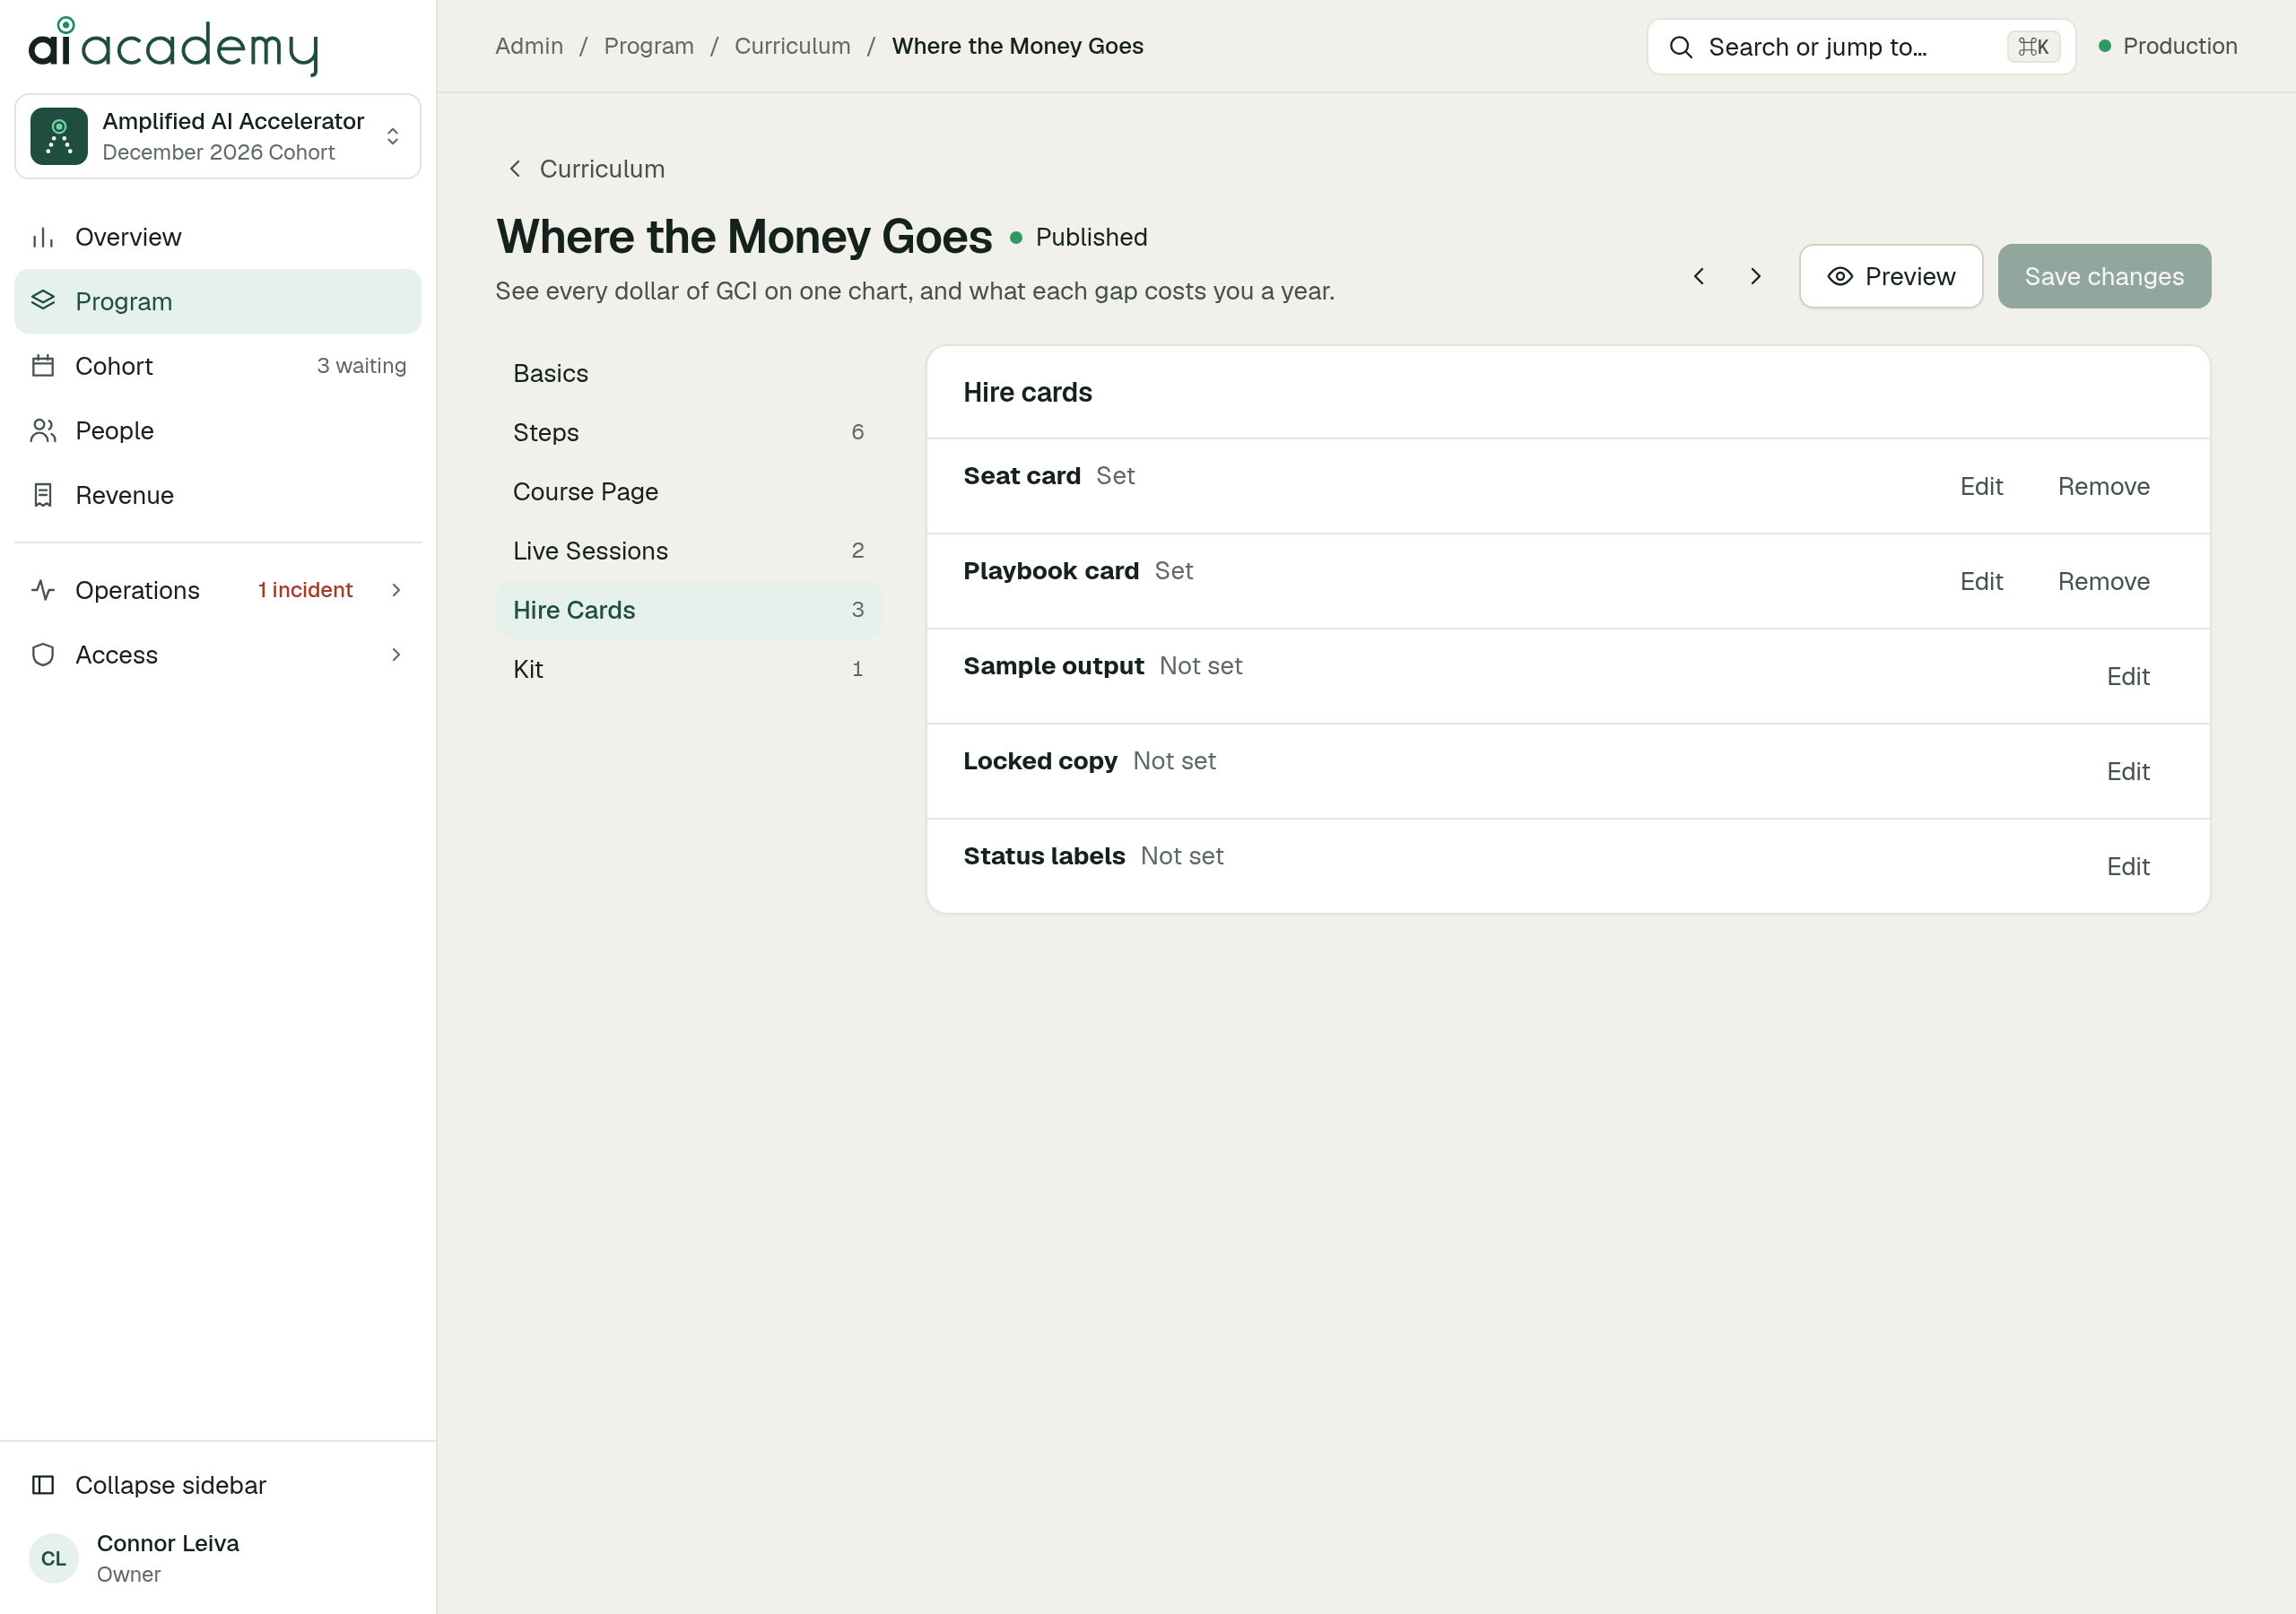 ai academy
Amplified AI Accelerator
December 2026 Cohort
Overview
Program
Cohort 3 waiting
People
Revenue
Operations 1 incident
Access
Collapse sidebar
CL
Connor Leiva
Owner
Admin / Program / Curriculum / Where the Money Goes
Search or jump to... ⌘K
Production
Curriculum
Where the Money Goes Published
See every dollar of GCI on one chart, and what each gap costs you a year.
Preview
Save changes
Basics
Steps 6
Course Page
Live Sessions 2
Hire Cards 3
Kit 1
Hire cards
Seat card Set Edit Remove
Playbook card Set Edit Remove
Sample output Not set Edit
Locked copy Not set Edit
Status labels Not set Edit